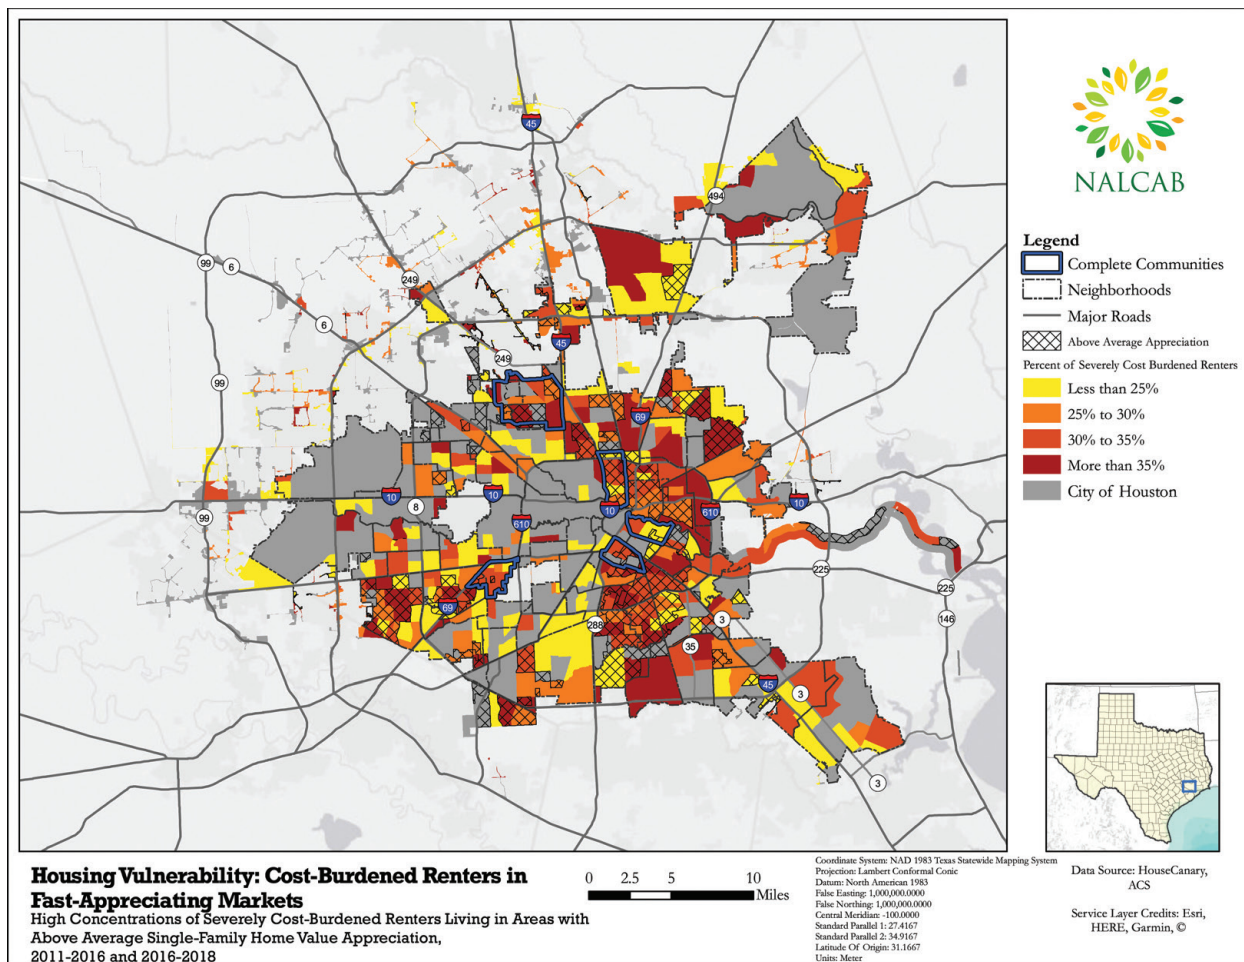 45
494
99
6
249
6
45
249
99
69
10
10
8
10
610
10
610
99
225
225
69
146
288
3
35
45
3
3
NALCAB
Legend
Complete Communities
Neighborhoods
Major Roads
Above Average Appreciation
Percent of Severely Cost Burdened Renters
Less than 25%
25% to 30%
30% to 35%
More than 35%
City of Houston
Housing Vulnerability: Cost-Burdened Renters in
Fast-Appreciating Markets
High Concentrations of Severely Cost-Burdened Renters Living in Areas with
Above Average Single-Family Home Value Appreciation,
2011-2016 and 2016-2018
0 2.5 5 10
Miles
Coordinate System: NAD 1983 Texas Statewide Mapping System
Projection: Lambert Conformal Conic
Datum: North American 1983
False Easting: 1,000,000.0000
False Northing: 1,000,000.0000
Central Meridian: -100.0000
Standard Parallel 1: 27.4167
Standard Parallel 2: 34.9167
Latitude Of Origin: 31.1667
Units: Meter
Data Source: HouseCanary,
ACS
Service Layer Credits: Esri,
HERE, Garmin, ©